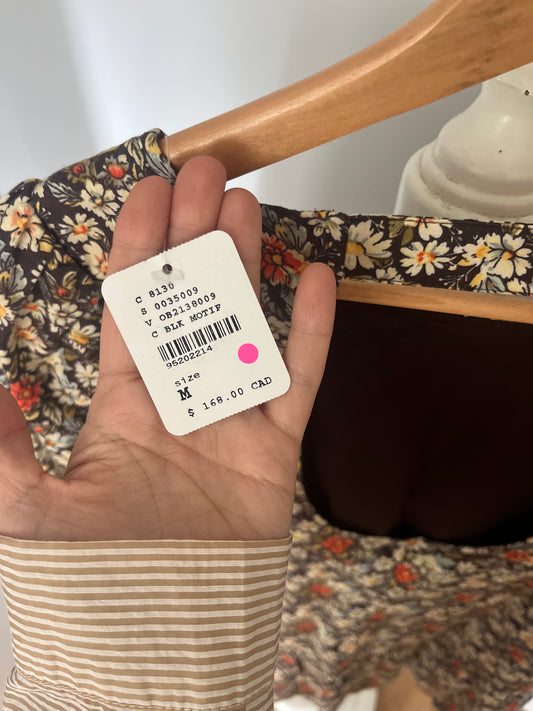 C 8130
S 0035009
V OB2138009
C BLK MOTIF
95202214
size
M
$ 168.00 CAD